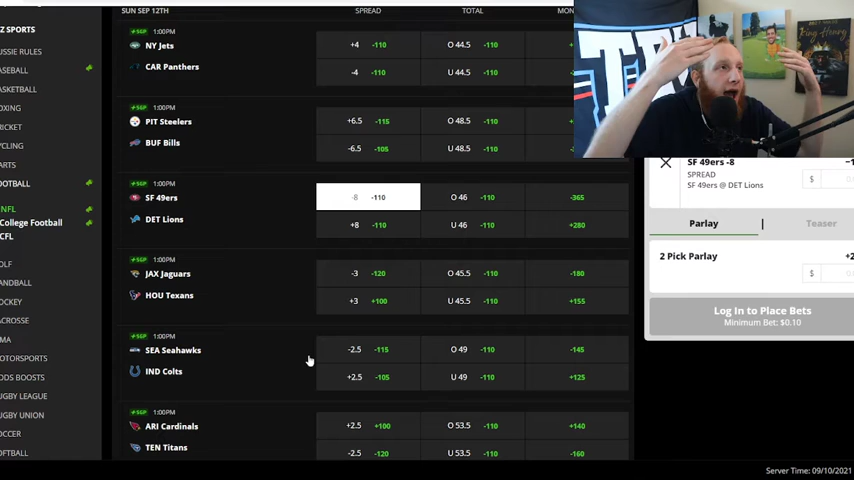 Z SPORTS
SUN SEP 12TH SPREAD TOTAL
USSIE RULES
+SGP 1:00PM
NY Jets +4 -110 O 44.5 -110
CAR Panthers -4 -110 U 44.5 -110
ASEBALL
ASKETBALL
OXING
RICKET
YCLING
ARTS
OOTBALL
NFL
College Football
CFL
OLF
ANDBALL
OCKEY
ACROSSE
MA
MOTORSPORTS
ODDS BOOSTS
UGBY LEAGUE
UGBY UNION
OCCER
OFTBALL
+SGP 1:00PM
PIT Steelers +6.5 -115 O 48.5 -110
BUF Bills -6.5 -105 U 48.5 -110
+SGP 1:00PM
SF 49ers -8 -110 O 46 -110 -365
DET Lions +8 -110 U 46 -110 +280
+SGP 1:00PM
JAX Jaguars -3 -120 O 45.5 -110 -180
HOU Texans +3 +100 U 45.5 -110 +155
+SGP 1:00PM
SEA Seahawks -2.5 -115 O 49 -110 -145
IND Colts +2.5 -105 U 49 -110 +125
+SGP 1:00PM
ARI Cardinals +2.5 +100 O 53.5 -110 +140
TEN Titans -2.5 -120 U 53.5 -110 -160
King Henry
SF 49ers -8
SPREAD
SF 49ers @ DET Lions
$
Parlay Teaser
2 Pick Parlay
$
Log In to Place Bets
Minimum Bet: $0.10
Server Time: 09/10/2021